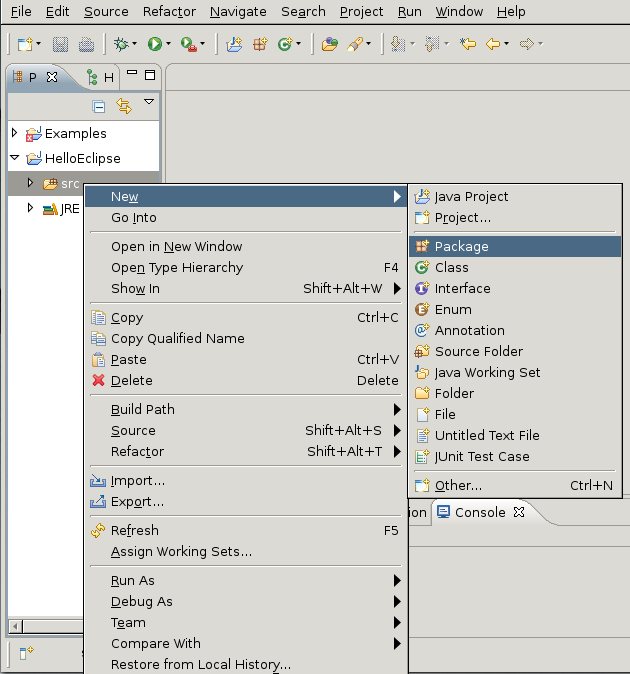 File Edit Source Refactor Navigate Search Project Run Window Help
P H
Examples
HelloEclipse
src
JRE
New
Go Into
Open in New Window
Open Type Hierarchy F4
Show In Shift+Alt+W
Copy Ctrl+C
Copy Qualified Name
Paste Ctrl+V
Delete Delete
Build Path
Source Shift+Alt+S
Refactor Shift+Alt+T
Import...
Export...
Refresh F5
Assign Working Sets...
Run As
Debug As
Team
Compare With
Restore from Local History...
Java Project
Project...
Package
Class
Interface
Enum
Annotation
Source Folder
Java Working Set
Folder
File
Untitled Text File
JUnit Test Case
Other... Ctrl+N
ion Console